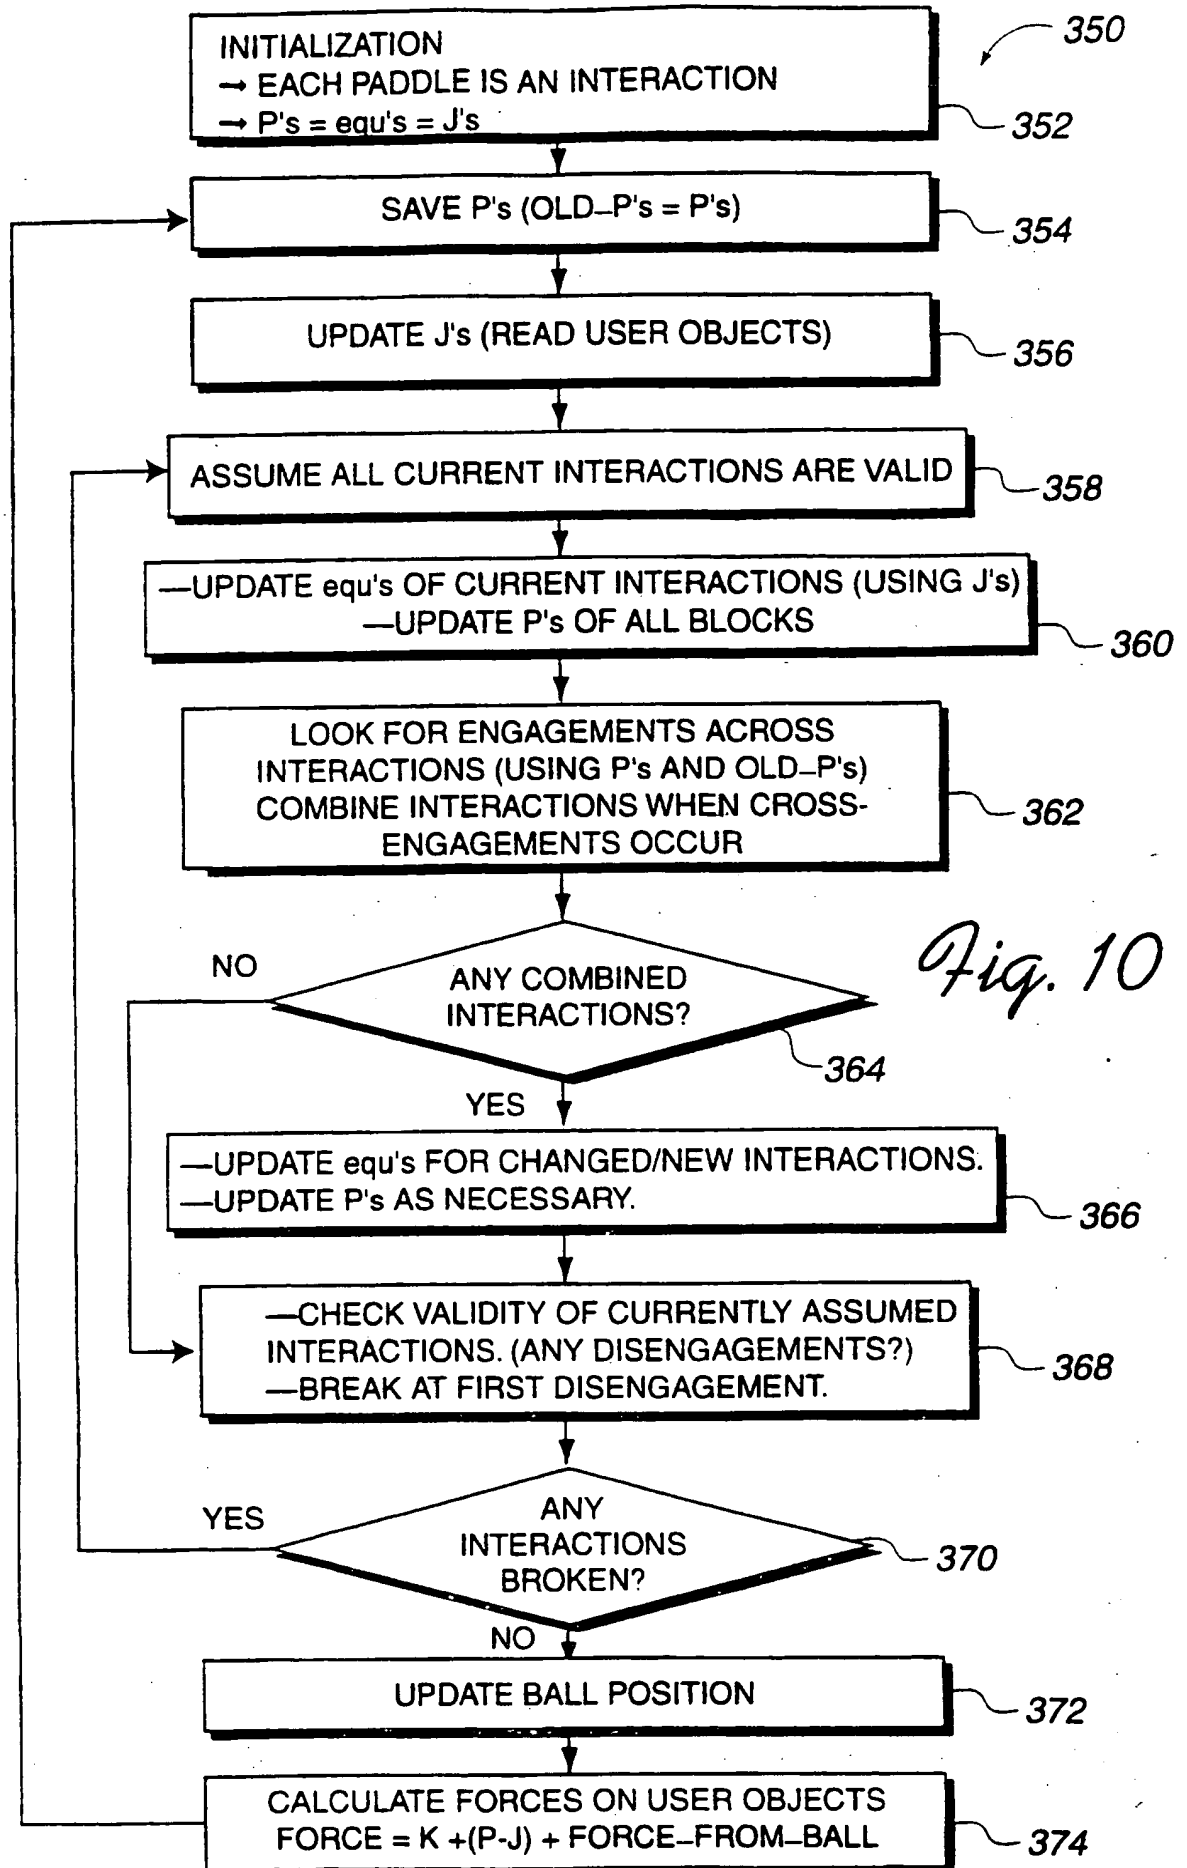 350
INITIALIZATION
→ EACH PADDLE IS AN INTERACTION
→ P's = equ's = J's
352
SAVE P's (OLD–P's = P's)
354
UPDATE J's (READ USER OBJECTS)
356
ASSUME ALL CURRENT INTERACTIONS ARE VALID
358
—UPDATE equ's OF CURRENT INTERACTIONS (USING J's)
—UPDATE P's OF ALL BLOCKS
360
LOOK FOR ENGAGEMENTS ACROSS
INTERACTIONS (USING P's AND OLD–P's)
COMBINE INTERACTIONS WHEN CROSS-
ENGAGEMENTS OCCUR
362
Fig. 10
NO
ANY COMBINED
INTERACTIONS?
364
YES
—UPDATE equ's FOR CHANGED/NEW INTERACTIONS.
—UPDATE P's AS NECESSARY.
366
—CHECK VALIDITY OF CURRENTLY ASSUMED
INTERACTIONS. (ANY DISENGAGEMENTS?)
—BREAK AT FIRST DISENGAGEMENT.
368
YES
ANY
INTERACTIONS
BROKEN?
370
NO
UPDATE BALL POSITION
372
CALCULATE FORCES ON USER OBJECTS
FORCE = K +(P-J) + FORCE–FROM–BALL
374